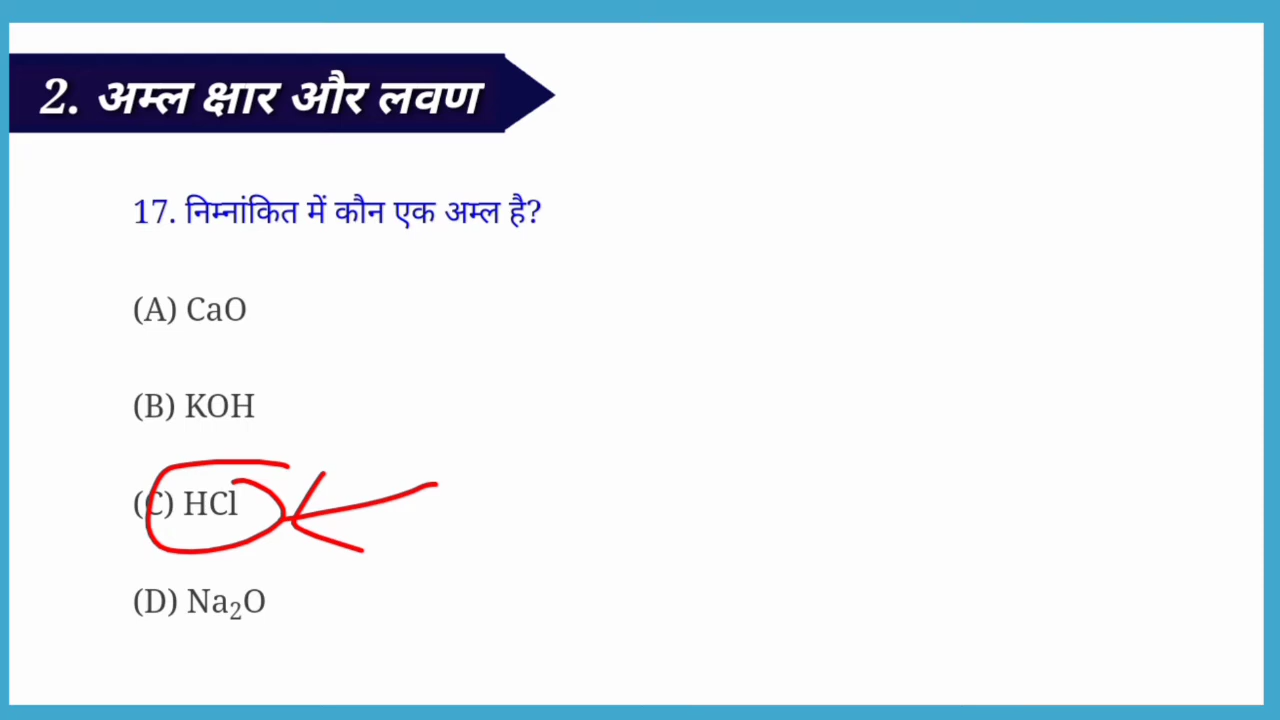 2. अम्ल क्षार और लवण
17. निम्नांकित में कौन एक अम्ल है?
(A) CaO
(B) KOH
(C) HCl
(D) Na₂O